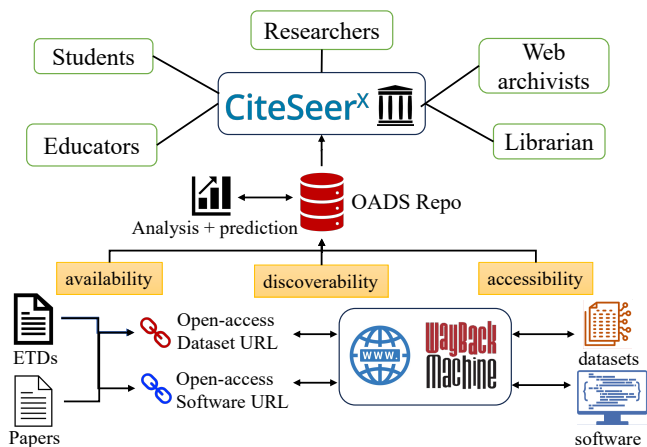 Researchers
Students
Web
archivists
CiteSeerX
Educators
Librarian
OADS Repo
Analysis + prediction
availability
discoverability
accessibility
Open-access
Dataset URL
WWW.
WayBack
Machine
ETDs
datasets
Open-access
Software URL
Papers
software